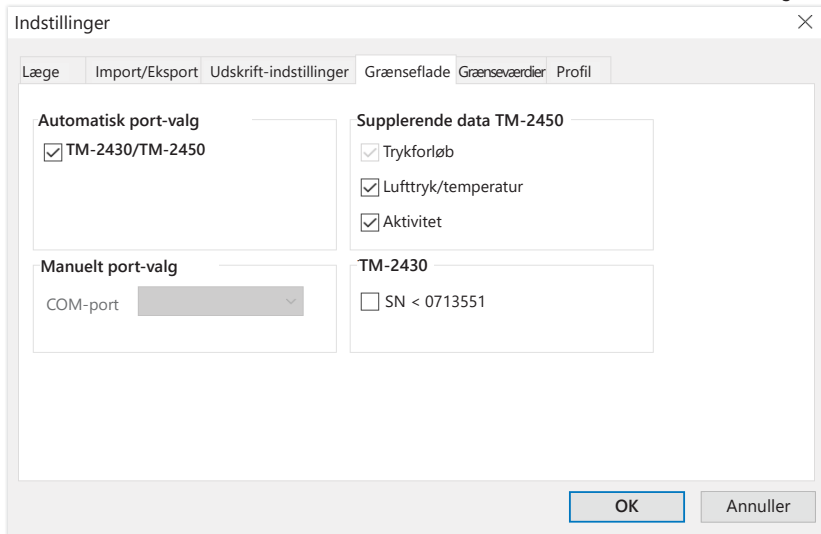 Indstillinger
Læge Import/Eksport Udskrift-indstillinger Grænseflade Grænseværdier Profil
Automatisk port-valg
TM-2430/TM-2450
Supplerende data TM-2450
Trykforløb
Lufttryk/temperatur
Aktivitet
Manuelt port-valg
COM-port
TM-2430
SN < 0713551
OK Annuller